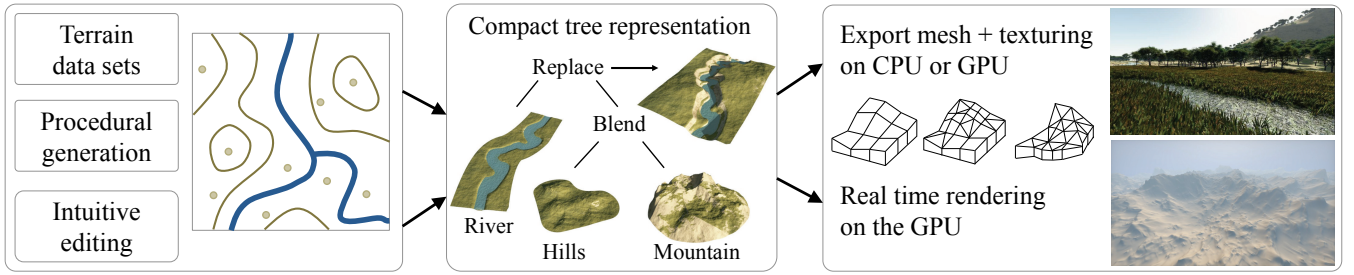 Terrain
data sets
Procedural
generation
Intuitive
editing
Compact tree representation
Replace
Blend
River
Hills
Mountain
Export mesh + texturing
on CPU or GPU
Real time rendering
on the GPU